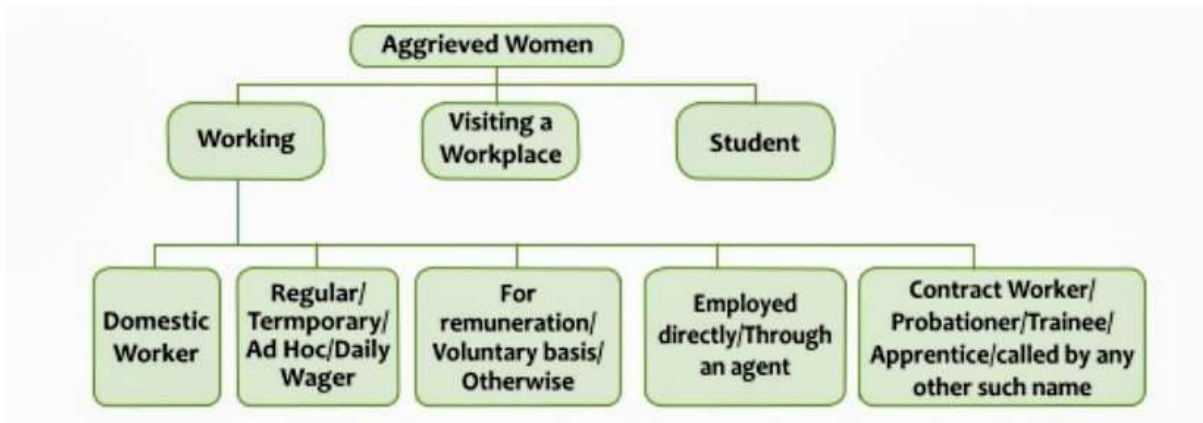 Aggrieved Women
Working
Visiting a
Workplace
Student
Domestic
Worker
Regular/
Termporary/
Ad Hoc/Daily
Wager
For
remuneration/
Voluntary basis/
Otherwise
Employed
directly/Through
an agent
Contract Worker/
Probationer/Trainee/
Apprentice/called by any
other such name